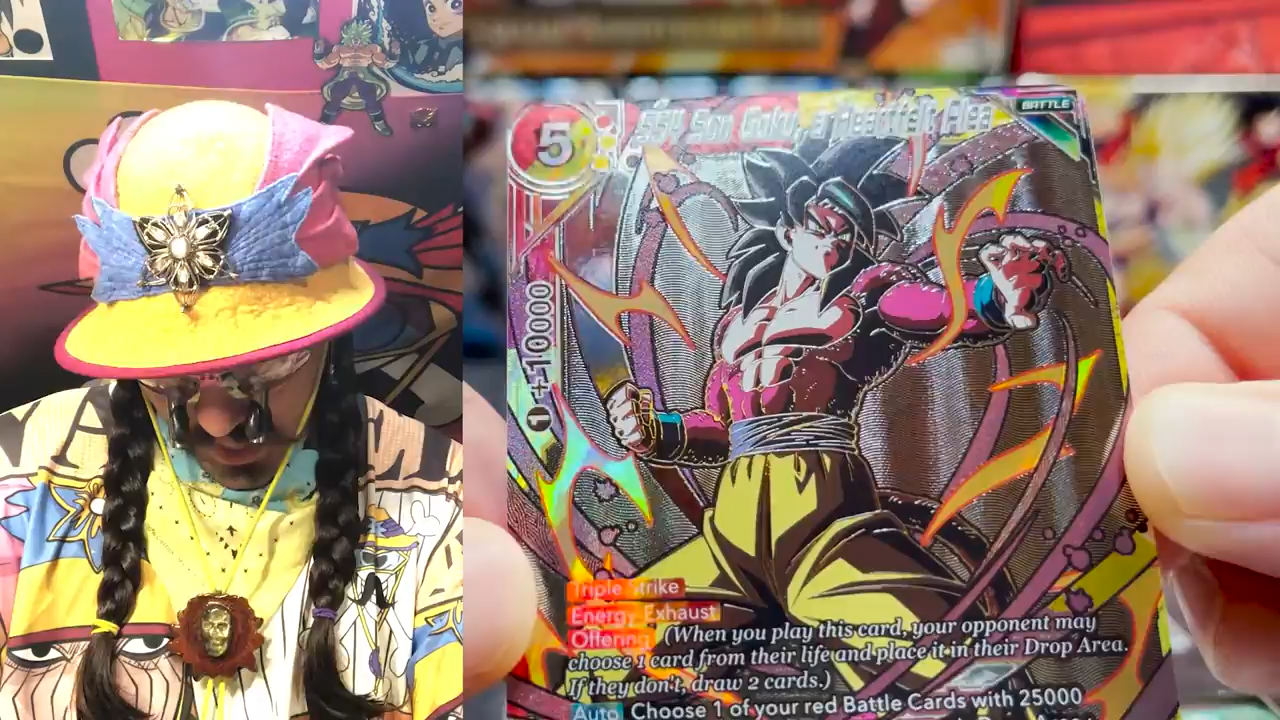 BATTLE
5
SS4 Son Goku, a Heartfelt Plea
1 ++10000
Triple Strike
Energy Exhaust
Offering (When you play this card, your opponent may
choose 1 card from their life and place it in their Drop Area.
If they don't, draw 2 cards.)
Auto Choose 1 of your red Battle Cards with 25000